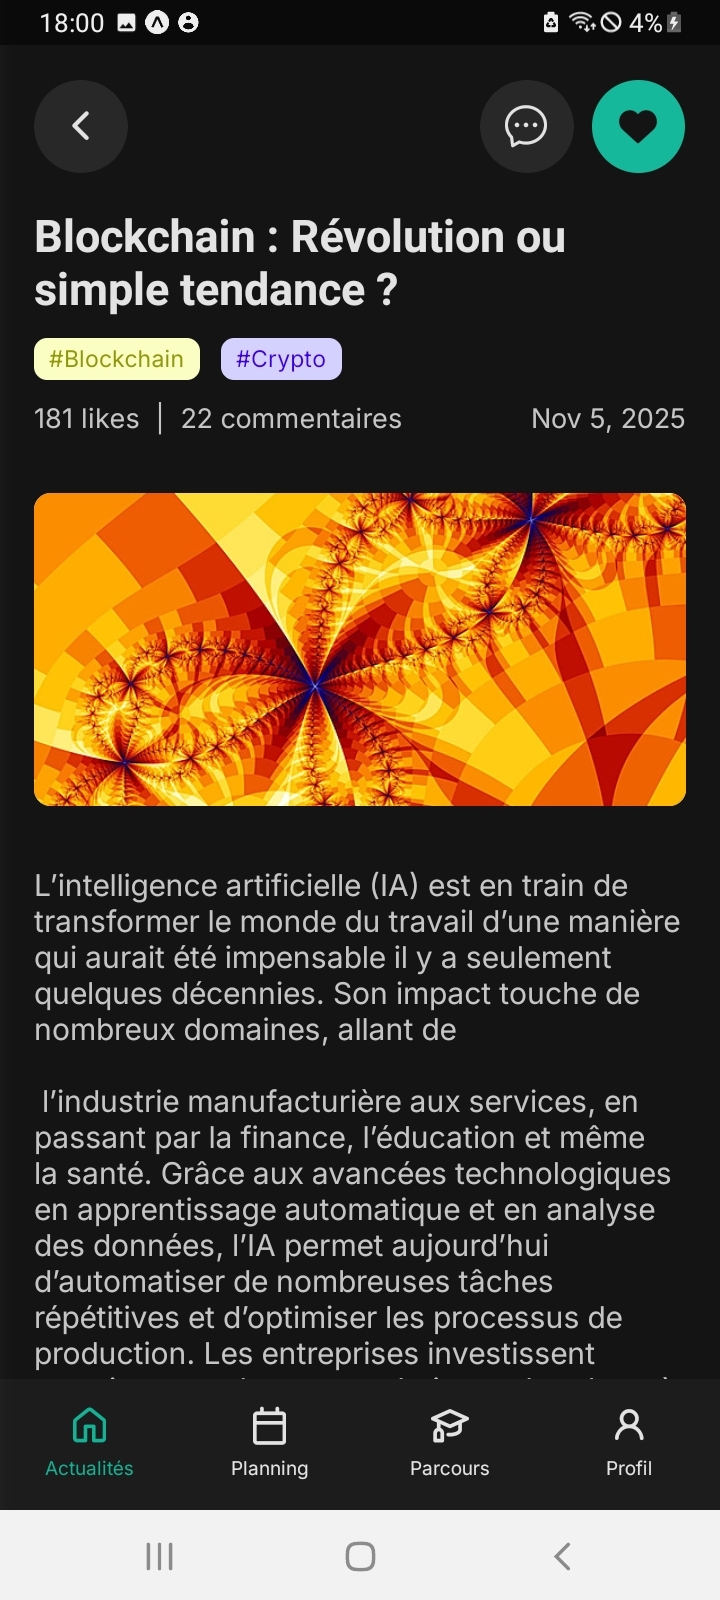 18:00
4%
Blockchain : Révolution ou
simple tendance ?
#Blockchain #Crypto
181 likes | 22 commentaires Nov 5, 2025
L’intelligence artificielle (IA) est en train de
transformer le monde du travail d’une manière
qui aurait été impensable il y a seulement
quelques décennies. Son impact touche de
nombreux domaines, allant de
l’industrie manufacturière aux services, en
passant par la finance, l’éducation et même
la santé. Grâce aux avancées technologiques
en apprentissage automatique et en analyse
des données, l’IA permet aujourd’hui
d’automatiser de nombreuses tâches
répétitives et d’optimiser les processus de
production. Les entreprises investissent
Actualités Planning Parcours Profil